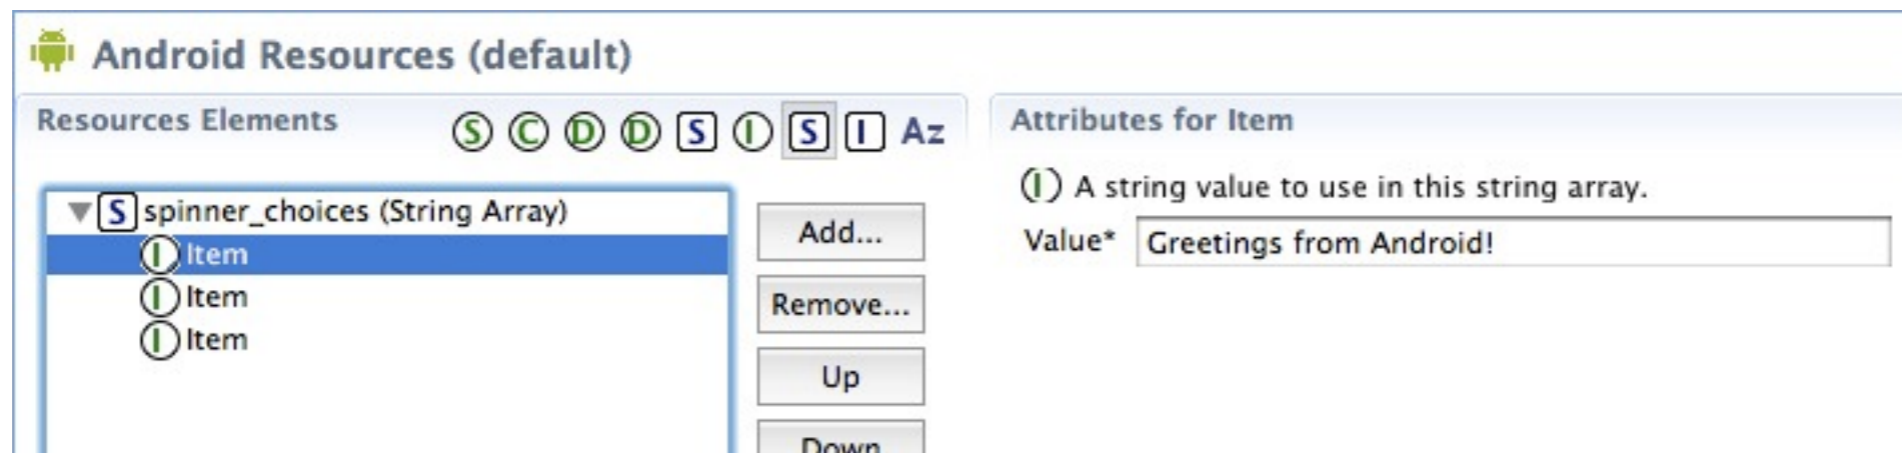 Android Resources (default)
Resources Elements
S C D D S I S I Az
S spinner_choices (String Array)
I Item
I Item
I Item
Add...
Remove...
Up
Down
Attributes for Item
I A string value to use in this string array.
Value* Greetings from Android!